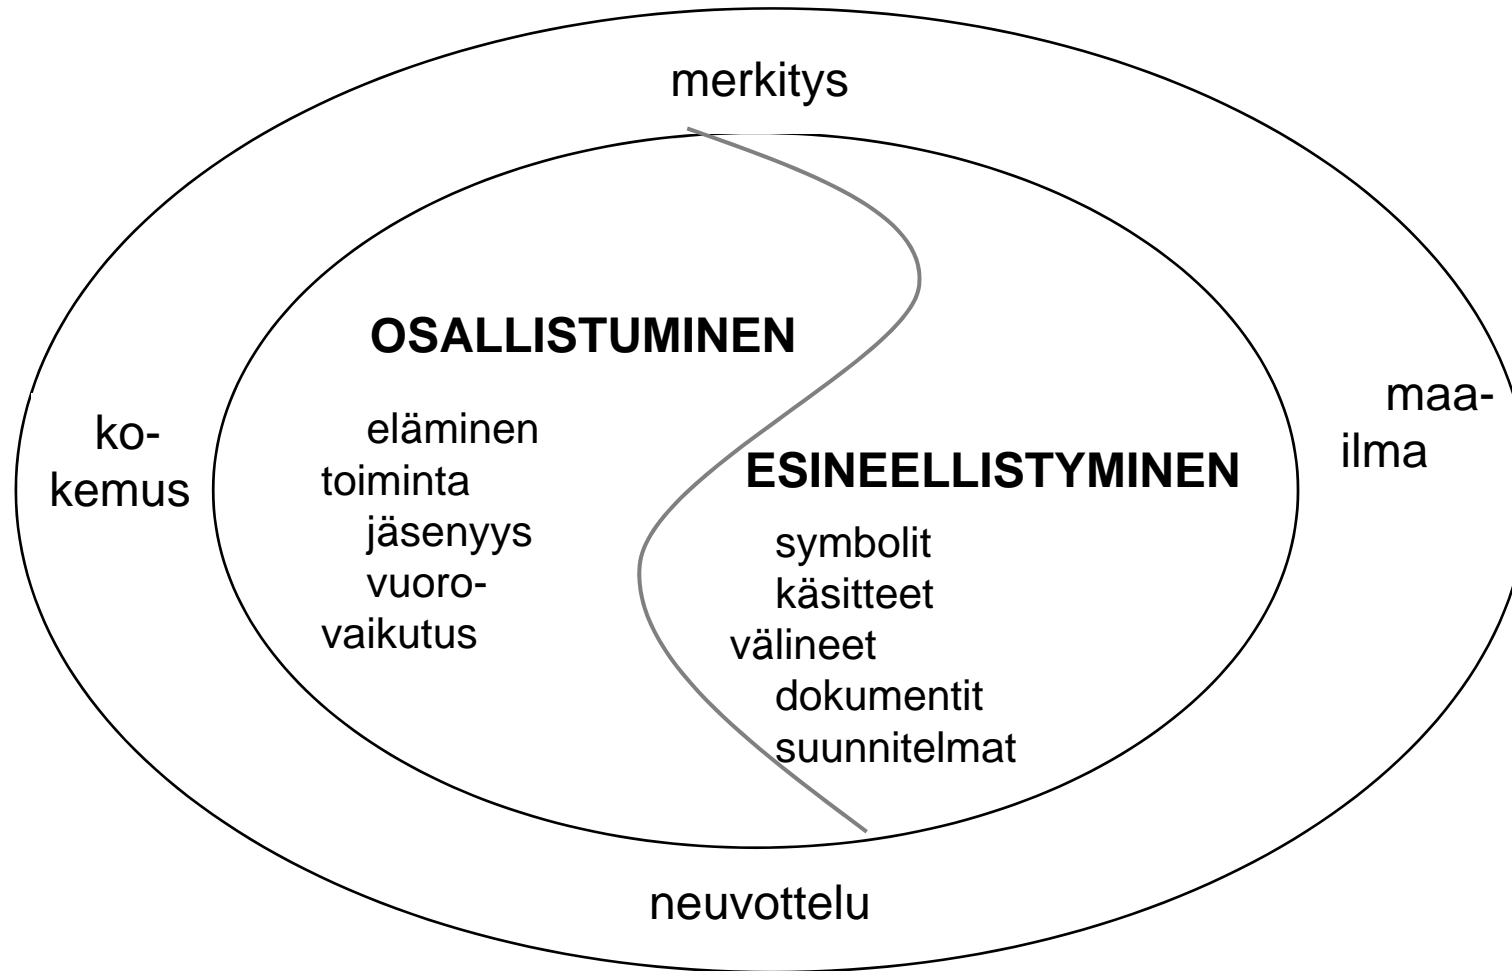 merkitys
ko-
kemus
OSALLISTUMINEN
eläminen
toiminta
jäsenyys
vuoro-
vaikutus
ESINEELLISTYMINEN
symbolit
käsitteet
välineet
dokumentit
suunnitelmat
maa-
ilma
neuvottelu